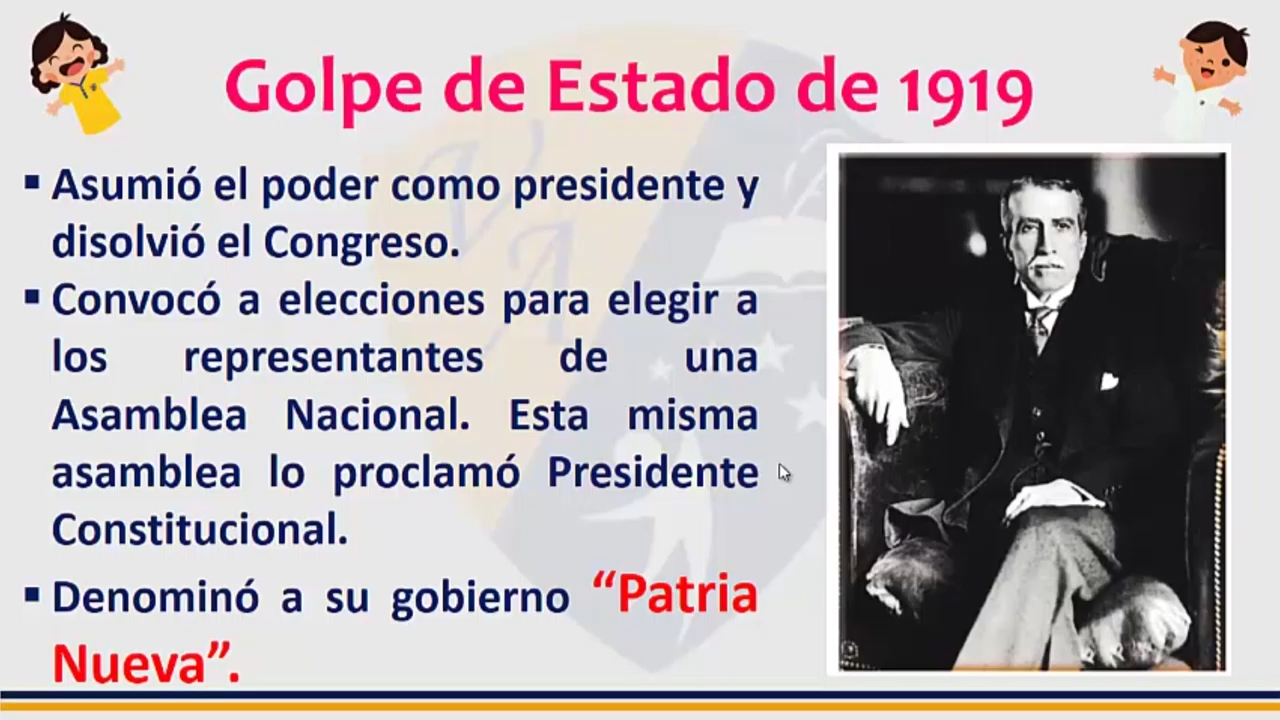 Golpe de Estado de 1919
▪ Asumió el poder como presidente y
disolvió el Congreso.
▪ Convocó a elecciones para elegir a
los representantes de una
Asamblea Nacional. Esta misma
asamblea lo proclamó Presidente
Constitucional.
▪ Denominó a su gobierno “Patria
Nueva”.
V
A